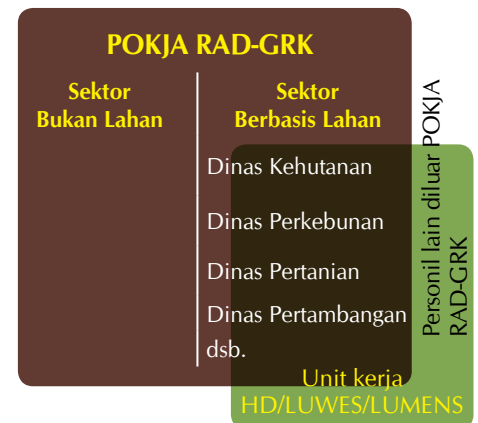 POKJA RAD-GRK
Sektor
Bukan Lahan
Sektor
Berbasis Lahan
Dinas Kehutanan
Dinas Perkebunan
Dinas Pertanian
Dinas Pertambangan
dsb.
Personil lain diluar POKJA
RAD-GRK
Unit kerja
HD/LUWES/LUMENS